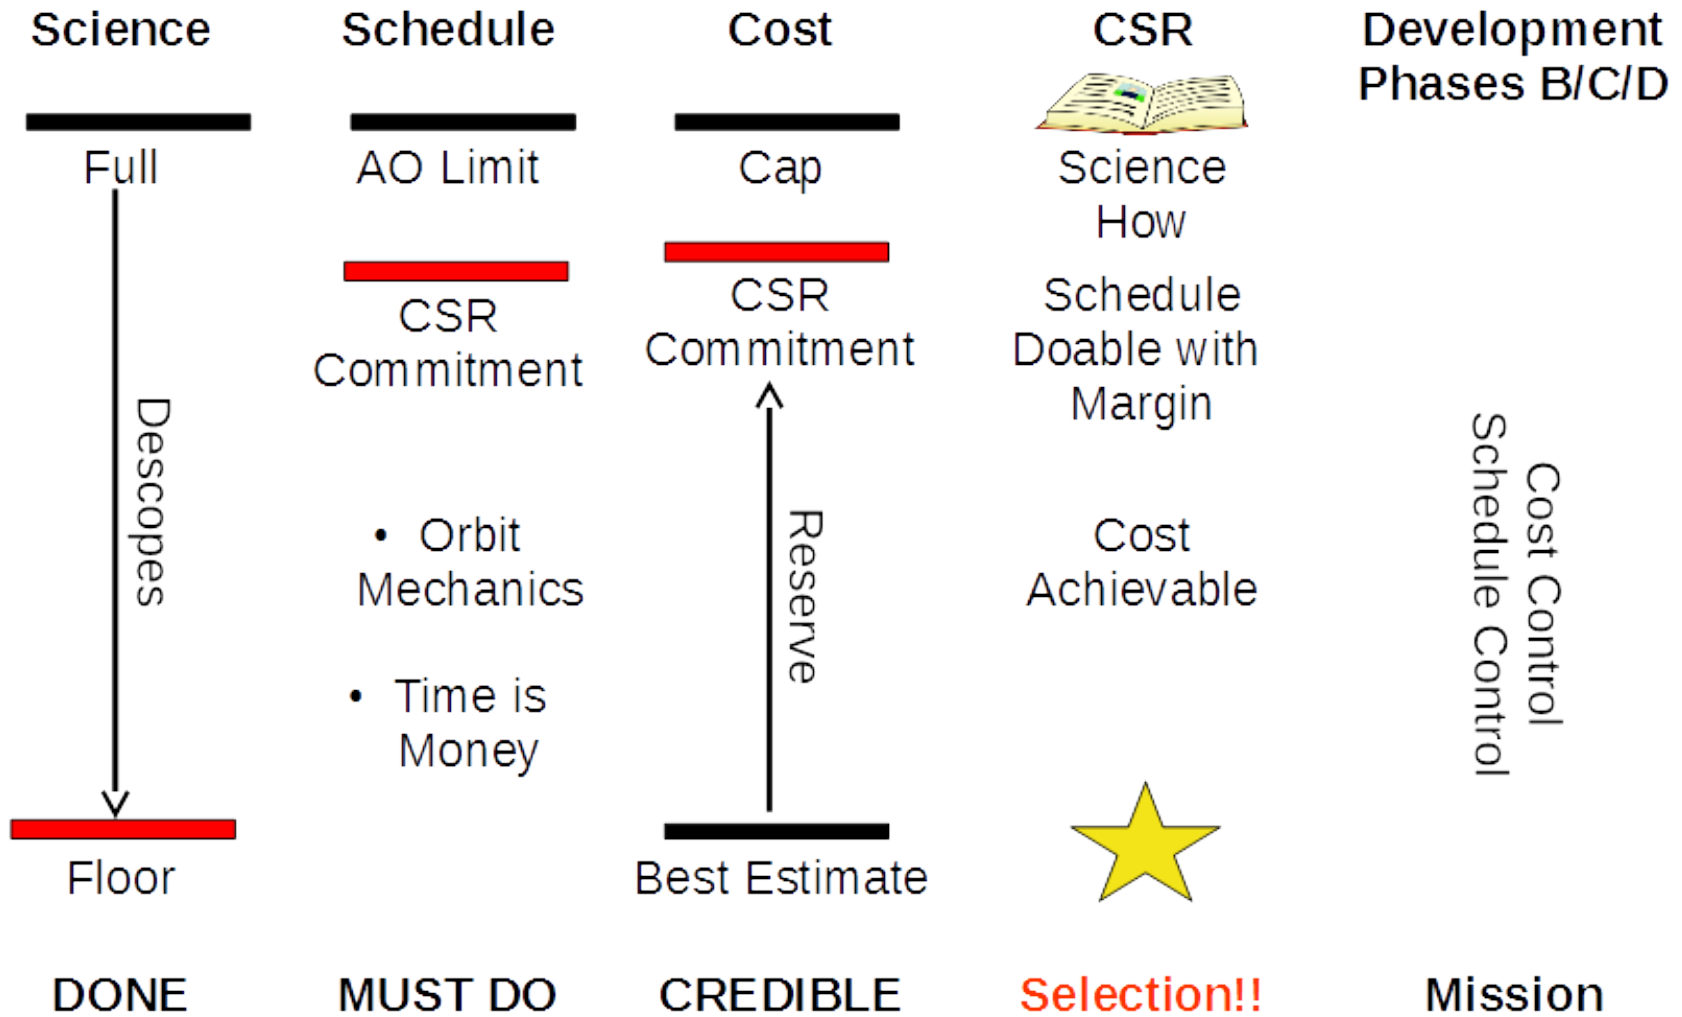 Science
Full
Descopes
Floor
DONE
Schedule
AO Limit
CSR
Commitment
• Orbit
Mechanics
• Time is
Money
MUST DO
Cost
Cap
CSR
Commitment
Reserve
Best Estimate
CREDIBLE
CSR
Science
How
Schedule
Doable with
Margin
Cost
Achievable
Selection!!
Development
Phases B/C/D
Cost Control
Schedule Control
Mission